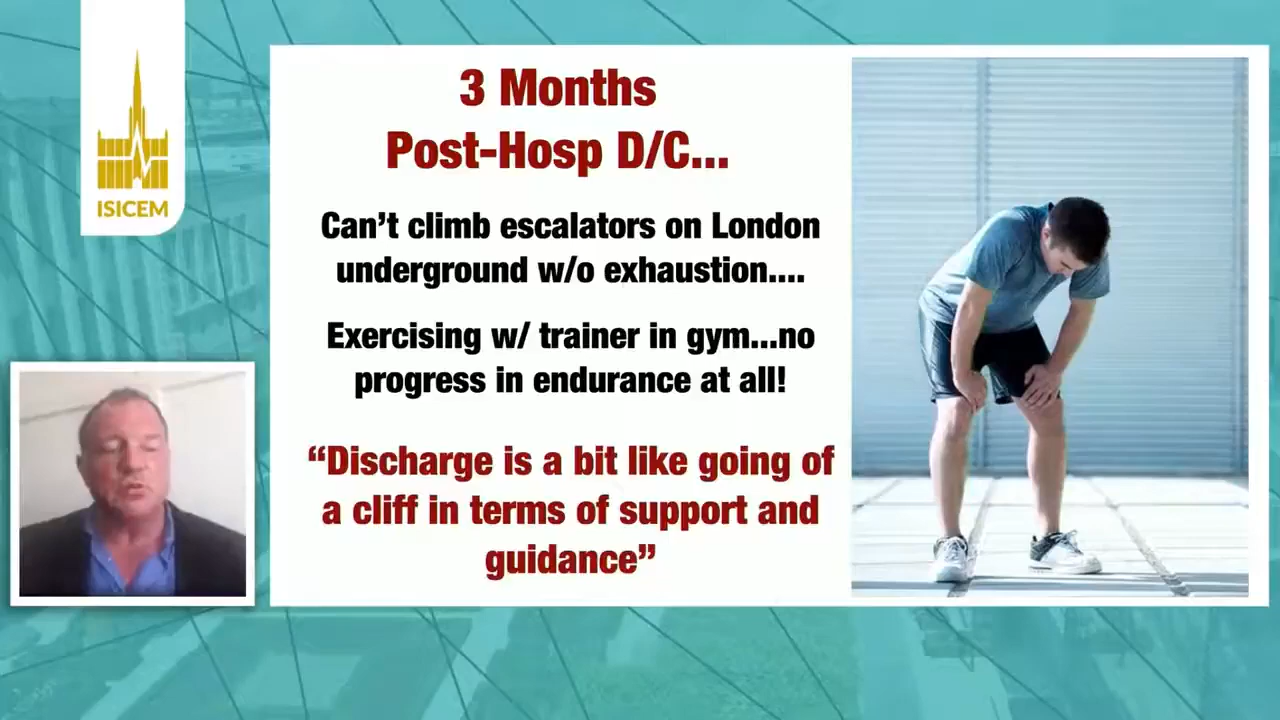 ISICEM
3 Months
Post-Hosp D/C...
Can’t climb escalators on London
underground w/o exhaustion....
Exercising w/ trainer in gym...no
progress in endurance at all!
“Discharge is a bit like going of
a cliff in terms of support and
guidance”